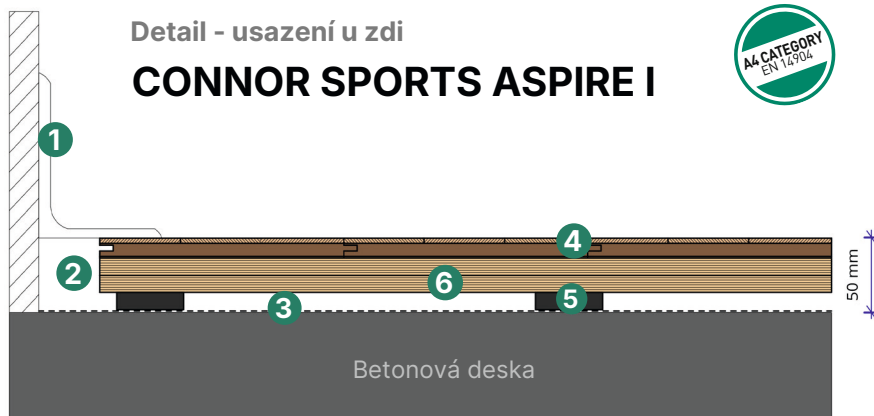 Detail - usazení u zdi
CONNOR SPORTS ASPIRE I
A4 CATEGORY
EN 14904
1
2
3
4
5
6
50 mm
Betonová deska